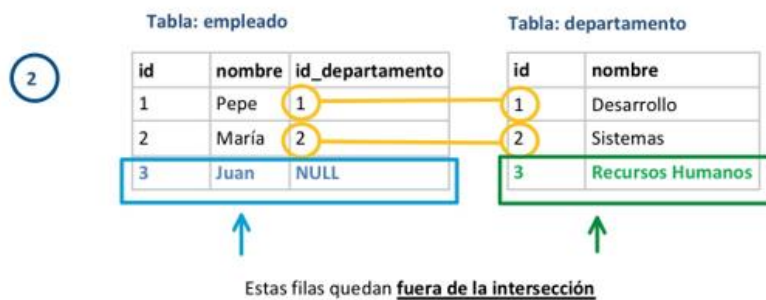 Tabla: empleado
Tabla: departamento
2
id nombre id_departamento
1 Pepe 1
2 María 2
3 Juan NULL
id nombre
1 Desarrollo
2 Sistemas
3 Recursos Humanos
Estas filas quedan fuera de la intersección